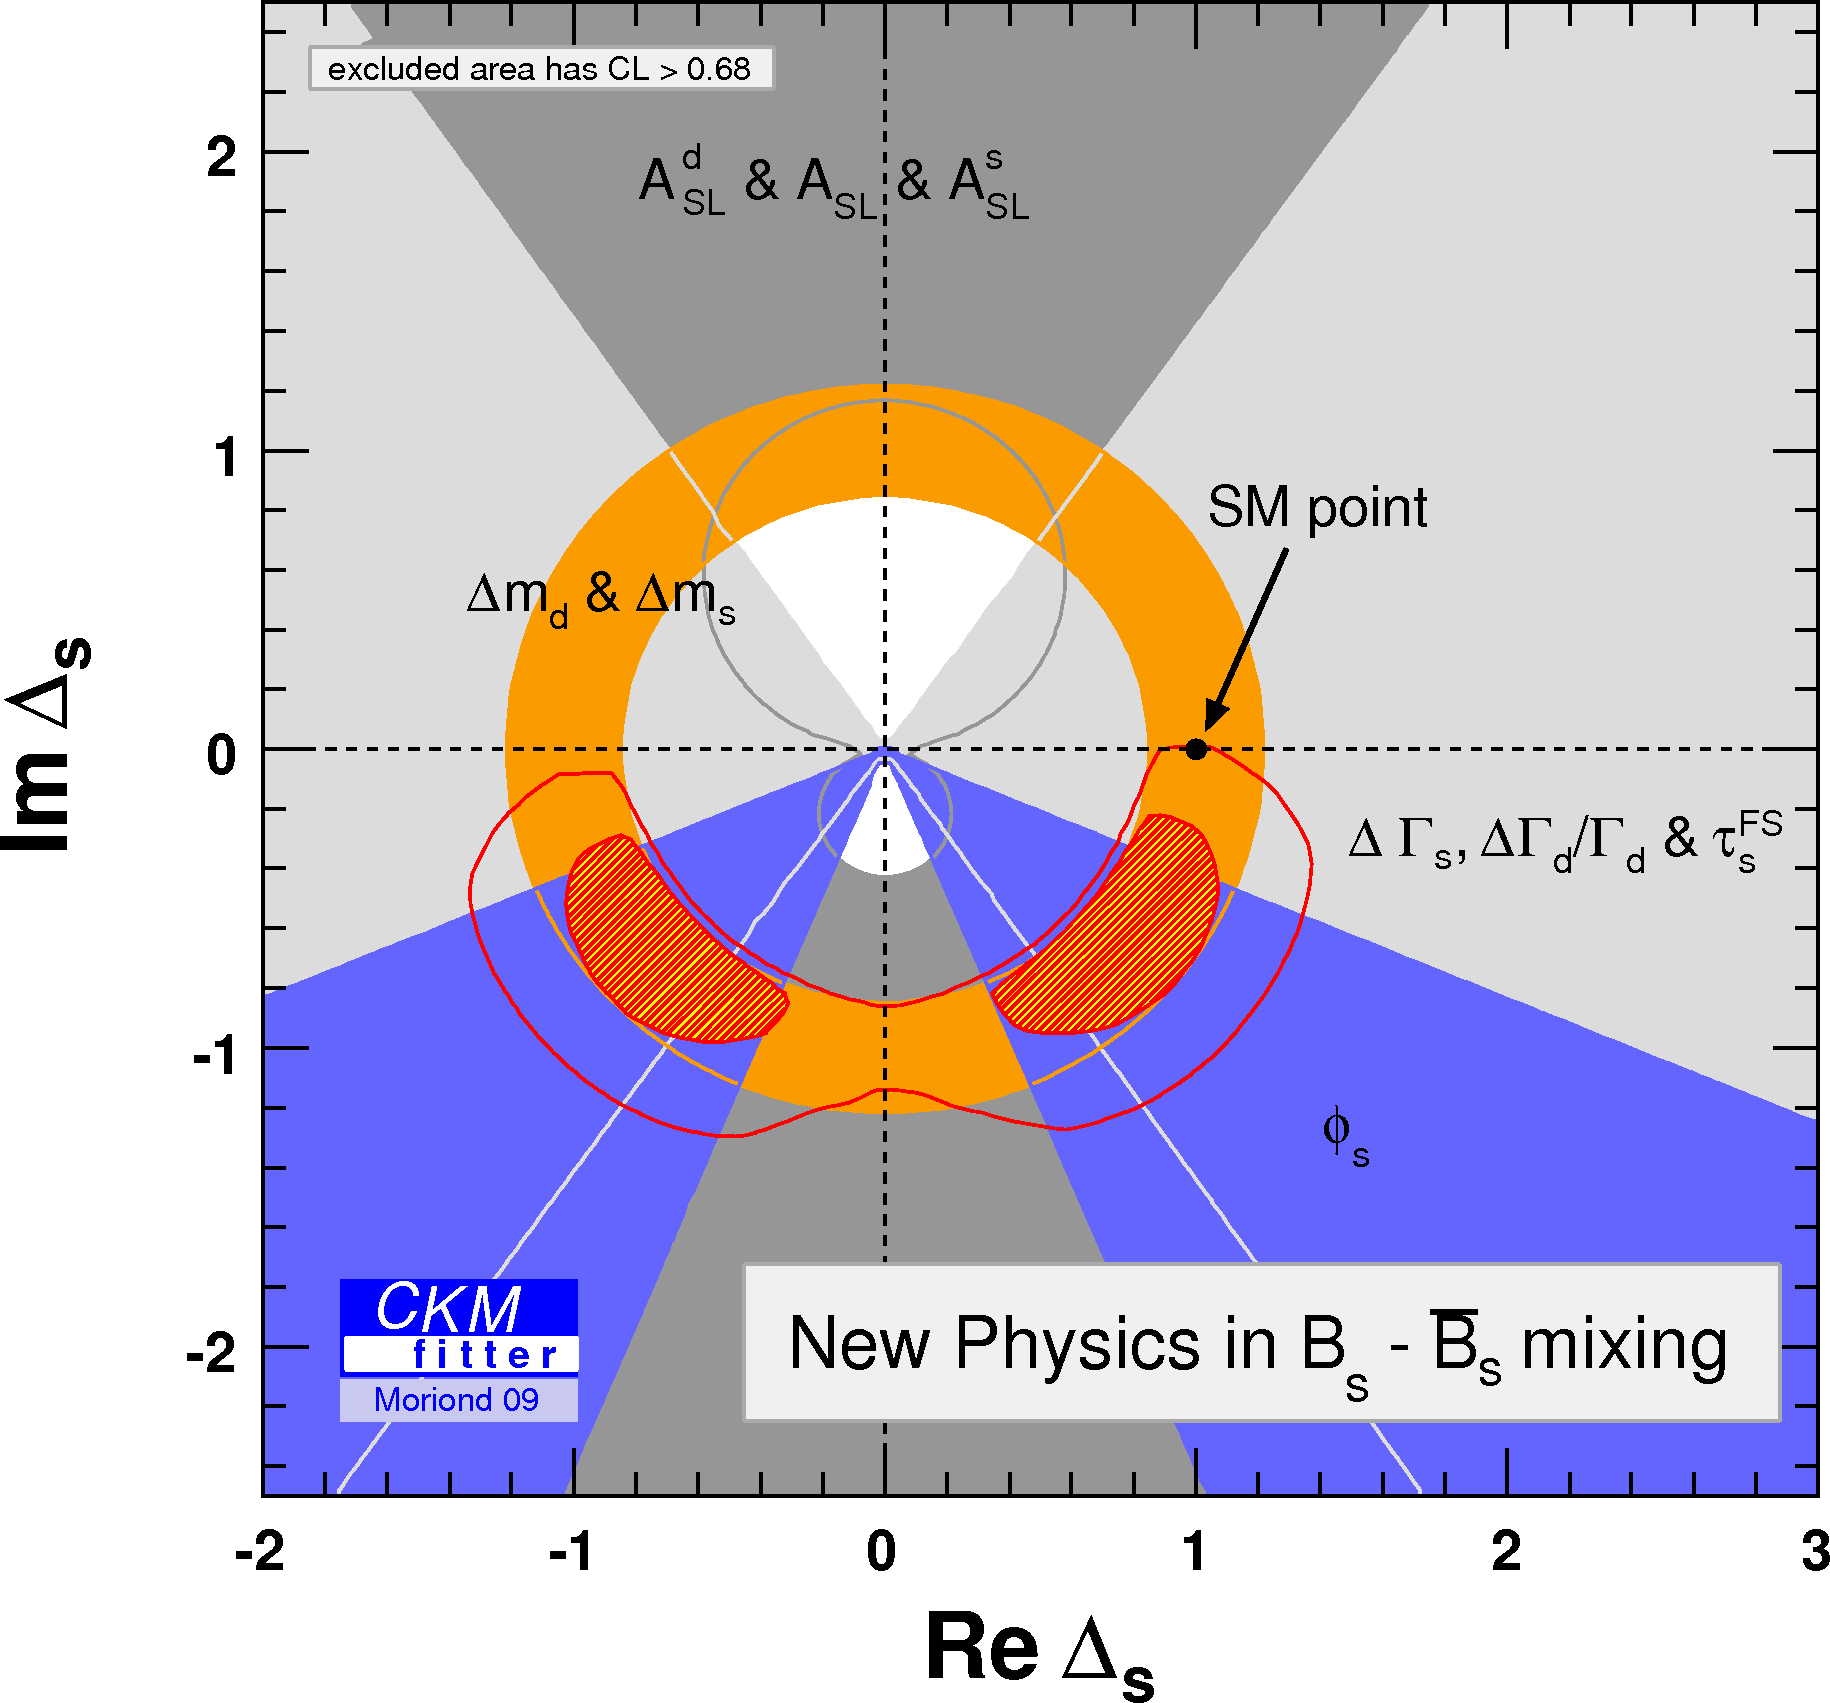 excluded area has CL > 0.68
A^d_SL & A_SL & A^s_SL
2
1
0
-1
-2
SM point
Δm_d & Δm_s
Δ Γ_s, ΔΓ_d/Γ_d & τ_s^FS
ϕ_s
Im Δ_s
CKM
fitter
Moriond 09
New Physics in B_s - B̅_s mixing
-2 -1 0 1 2 3
Re Δ_s